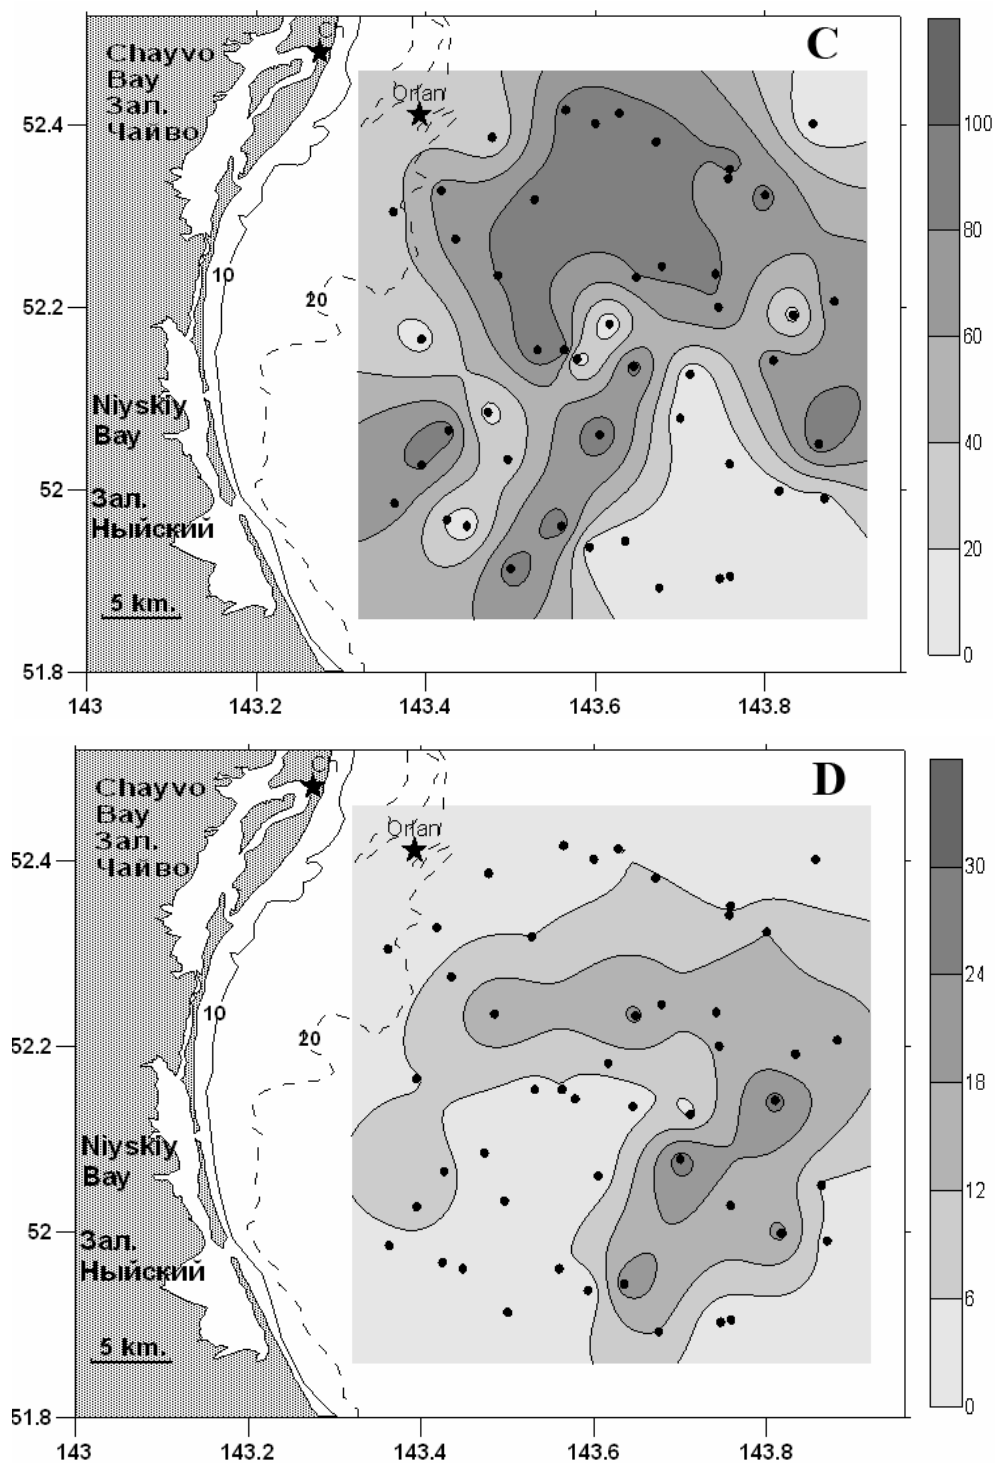 C
Ch
Chayvo
Bay
Зал.
Чайво
Orlan
52.4
100
80
10
20
52.2
60
Niyskiy
Bay
40
Зал.
Ныйский
52
20
5 km.
0
51.8
143
143.2
143.4
143.6
143.8
D
Ch
Chayvo
Bay
Зал.
Чайво
Orlan
52.4
30
24
10
20
52.2
18
Niyskiy
Bay
12
Зал.
Ныйский
52
6
5 km.
0
51.8
143
143.2
143.4
143.6
143.8